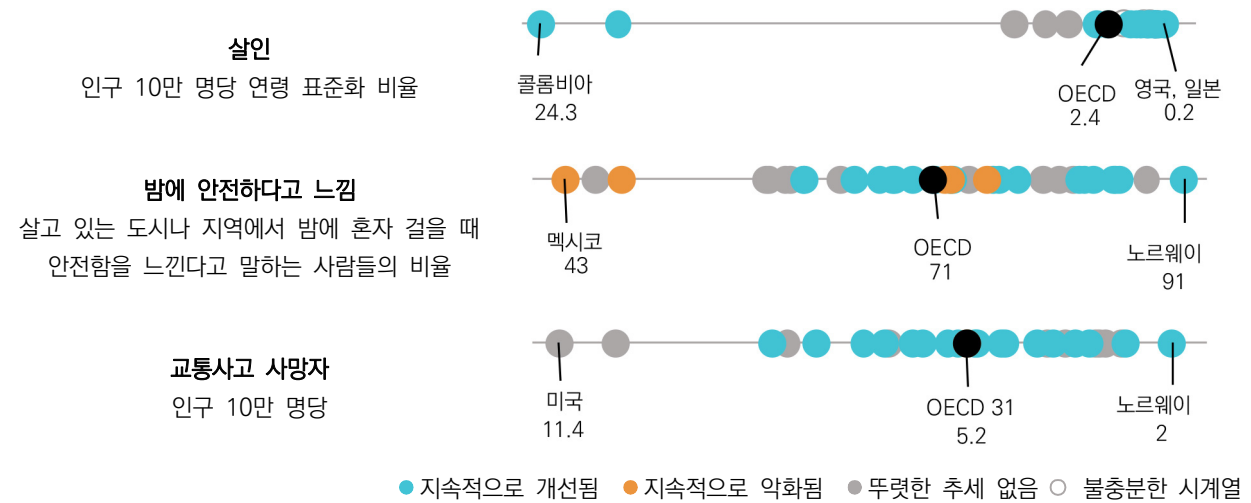 살인
인구 10만 명당 연령 표준화 비율
콜롬비아
24.3
OECD
2.4
영국, 일본
0.2
밤에 안전하다고 느낌
살고 있는 도시나 지역에서 밤에 혼자 걸을 때
안전함을 느낀다고 말하는 사람들의 비율
멕시코
43
OECD
71
노르웨이
91
교통사고 사망자
인구 10만 명당
미국
11.4
OECD 31
5.2
노르웨이
2
지속적으로 개선됨 지속적으로 악화됨 뚜렷한 추세 없음 불충분한 시계열